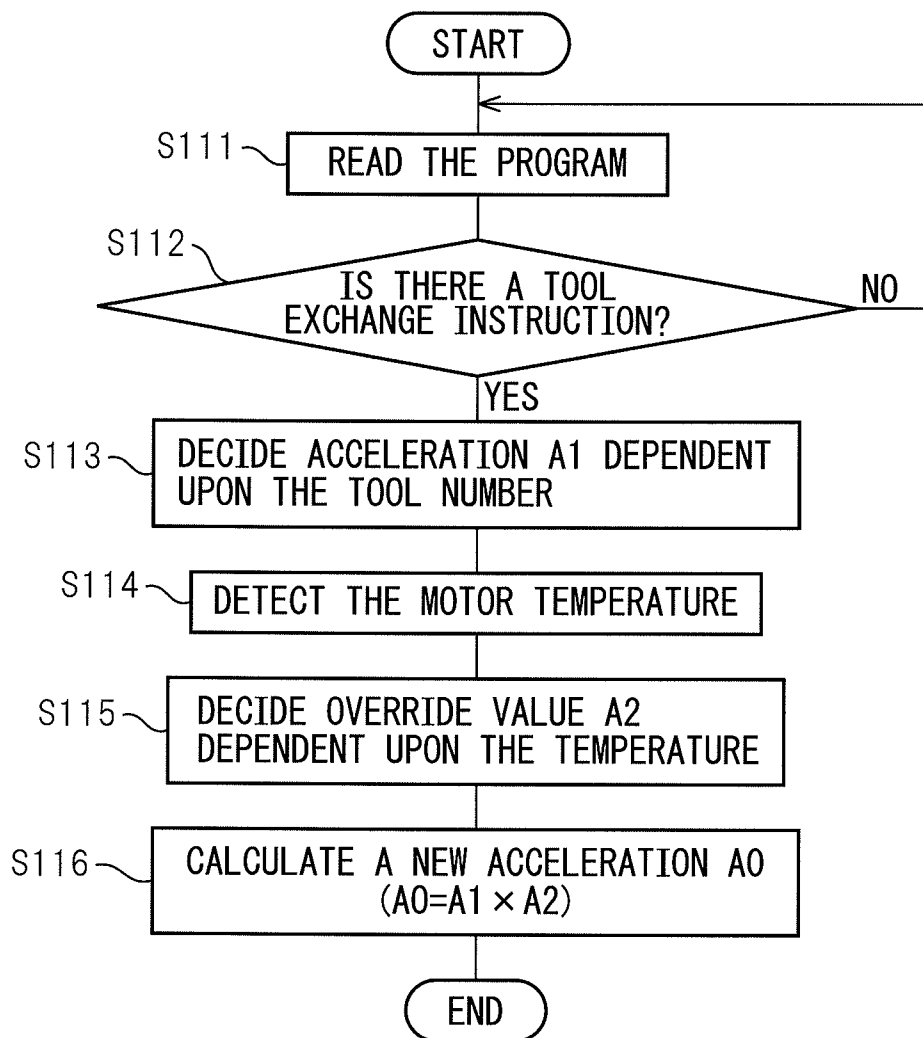 START
S111
READ THE PROGRAM
S112
IS THERE A TOOL
EXCHANGE INSTRUCTION?
NO
YES
S113
DECIDE ACCELERATION A1 DEPENDENT
UPON THE TOOL NUMBER
S114
DETECT THE MOTOR TEMPERATURE
S115
DECIDE OVERRIDE VALUE A2
DEPENDENT UPON THE TEMPERATURE
S116
CALCULATE A NEW ACCELERATION A0
(A0=A1×A2)
END